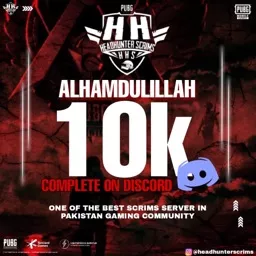 PUBG
HH
HEADHUNTER SCRIMS
HHS
PUBG
ALHAMDULILLAH
10k
COMPLETE ON DISCORD
ONE OF THE BEST SCRIMS SERVER IN
PAKISTAN GAMING COMMUNITY
PUBG
@headhunterscrims